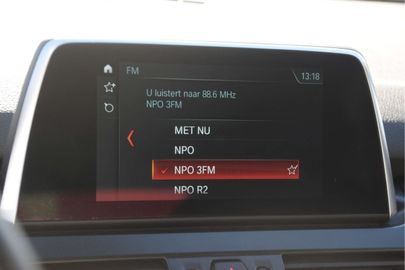 FM
13:18
U luistert naar 88.6 MHz
NPO 3FM
MET NU
NPO
NPO 3FM
NPO R2